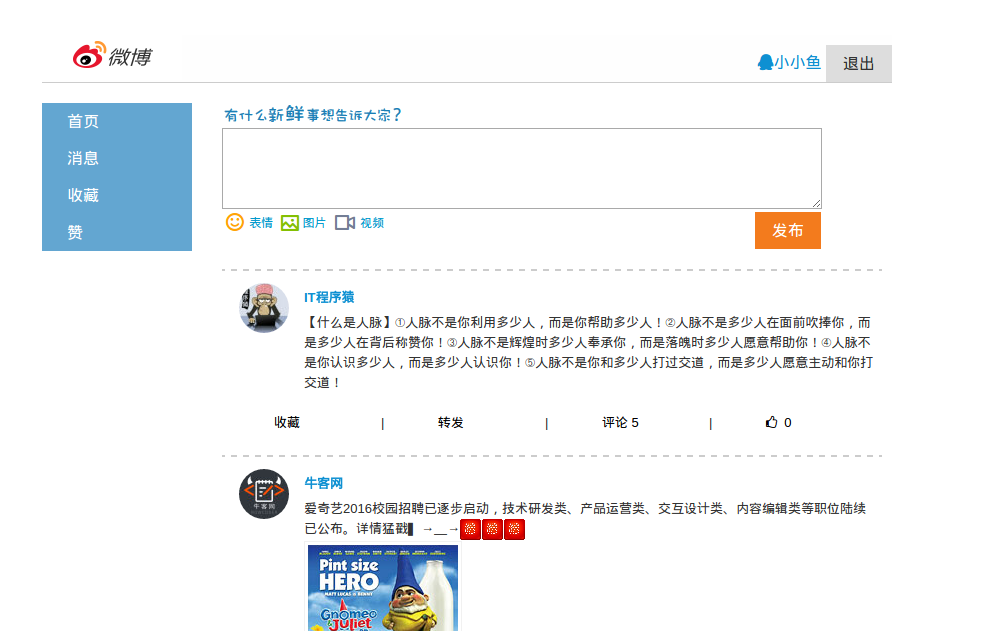 微博
小小鱼
退出
首页
消息
收藏
赞
有什么新鲜事想告诉大家?
表情 图片 视频
发布
IT程序猿
【什么是人脉】①人脉不是你利用多少人，而是你帮助多少人！②人脉不是多少人在面前吹捧你，而
是多少人在背后称赞你！③人脉不是辉煌时多少人奉承你，而是落魄时多少人愿意帮助你！④人脉不
是你认识多少人，而是多少人认识你！⑤人脉不是你和多少人打过交道，而是多少人愿意主动和你打
交道！
收藏 | 转发 | 评论 5 | 0
牛客网
爱奇艺2016校园招聘已逐步启动，技术研发类、产品运营类、交互设计类、内容编辑类等职位陆续
已公布。详情猛戳▌ →__→
Pint size
HERO
MATT LUCAS is BENNY
Gnomeo
& Juliet